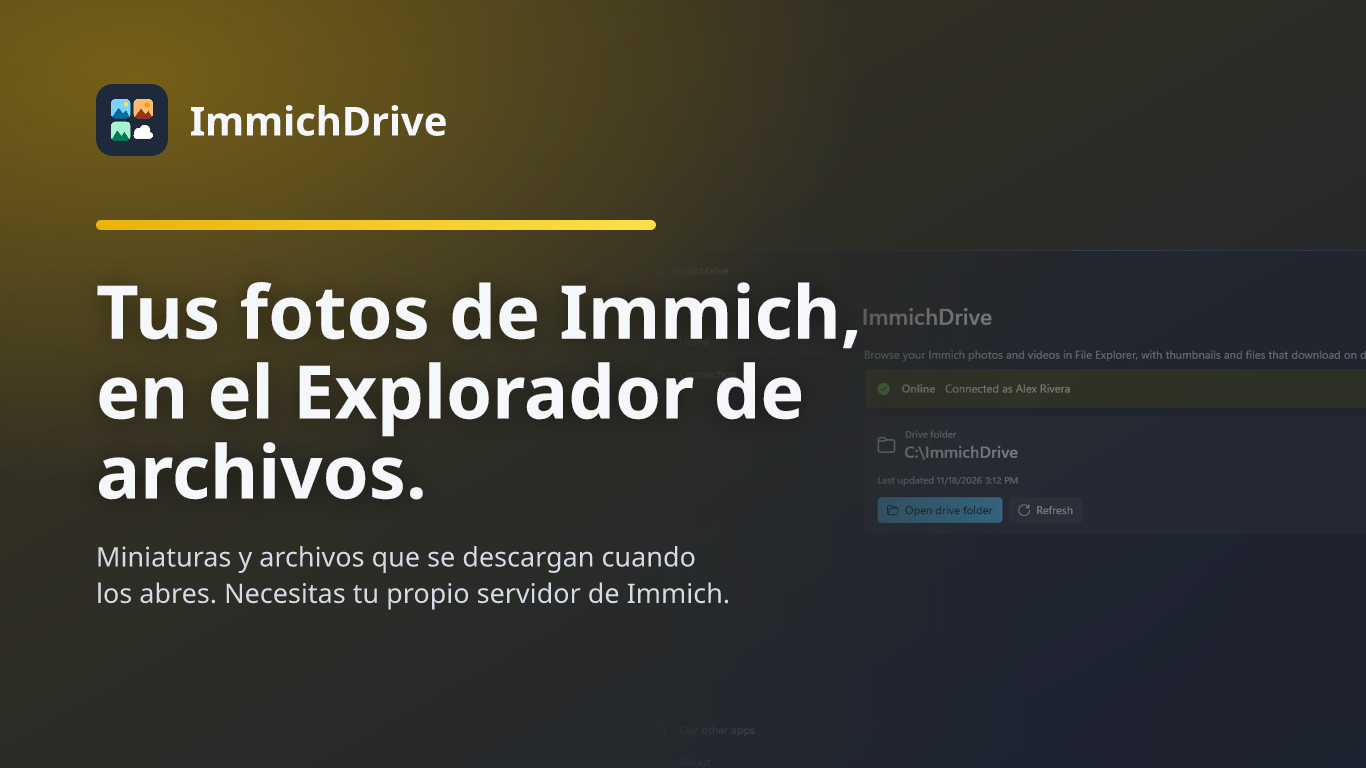 ImmichDrive
Tus fotos de Immich,
en el Explorador de
archivos.
Miniaturas y archivos que se descargan cuando
los abres. Necesitas tu propio servidor de Immich.
ImmichDrive
Connection
ImmichDrive
Browse your Immich photos and videos in File Explorer, with thumbnails and files that download on
Online Connected as Alex Rivera
Drive folder
C:\ImmichDrive
Last updated 11/18/2026 3:12 PM
Open drive folder Refresh
Our other apps
About